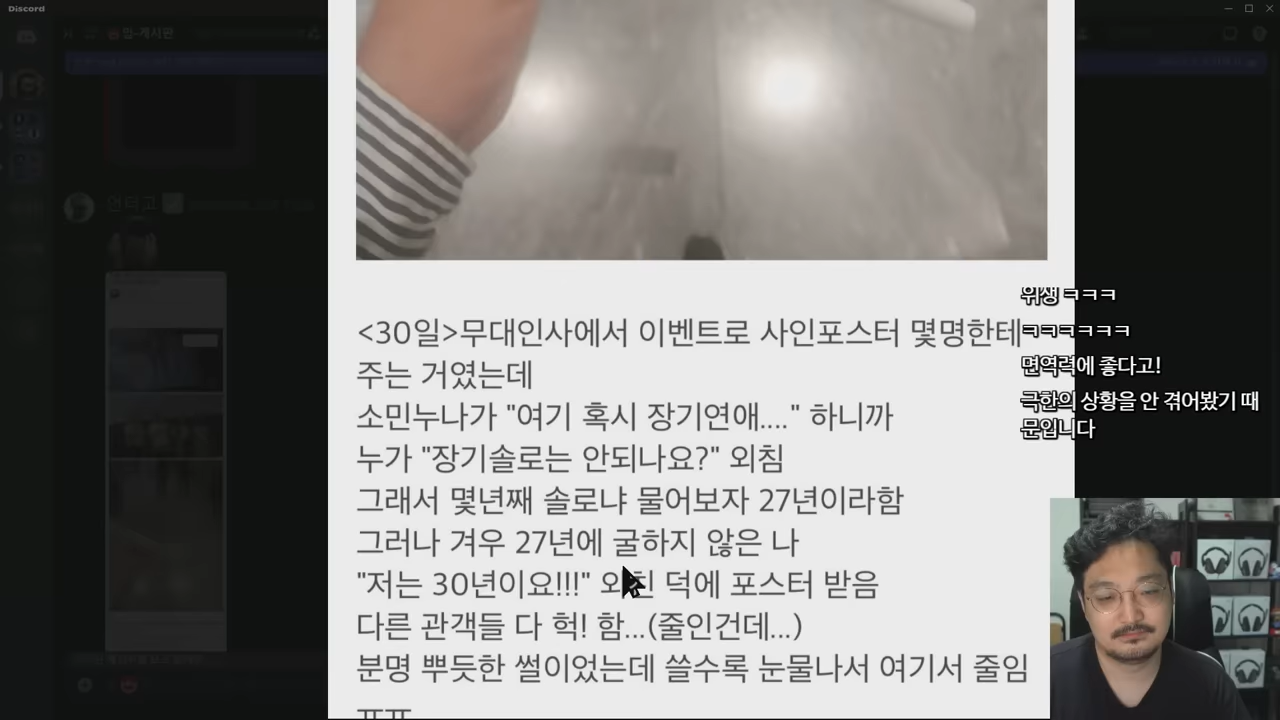 Discord
<30일>무대인사에서 이벤트로 사인포스터 몇명한테
주는 거였는데
소민누나가 "여기 혹시 장기연애...." 하니까
누가 "장기솔로는 안되나요?" 외침
그래서 몇년째 솔로냐 물어보자 27년이라함
그러나 겨우 27년에 굴하지 않은 나
"저는 30년이요!!!" 외친 덕에 포스터 받음
다른 관객들 다 헉! 함...(줄인건데...)
분명 뿌듯한 썰이었는데 쓸수록 눈물나서 여기서 줄임
ㅠㅠ
위생 ㅋㅋㅋ
ㅋㅋㅋㅋㅋㅋ
면역력에 좋다고!
극한의 상황을 안 겪어봤기 때
문입니다